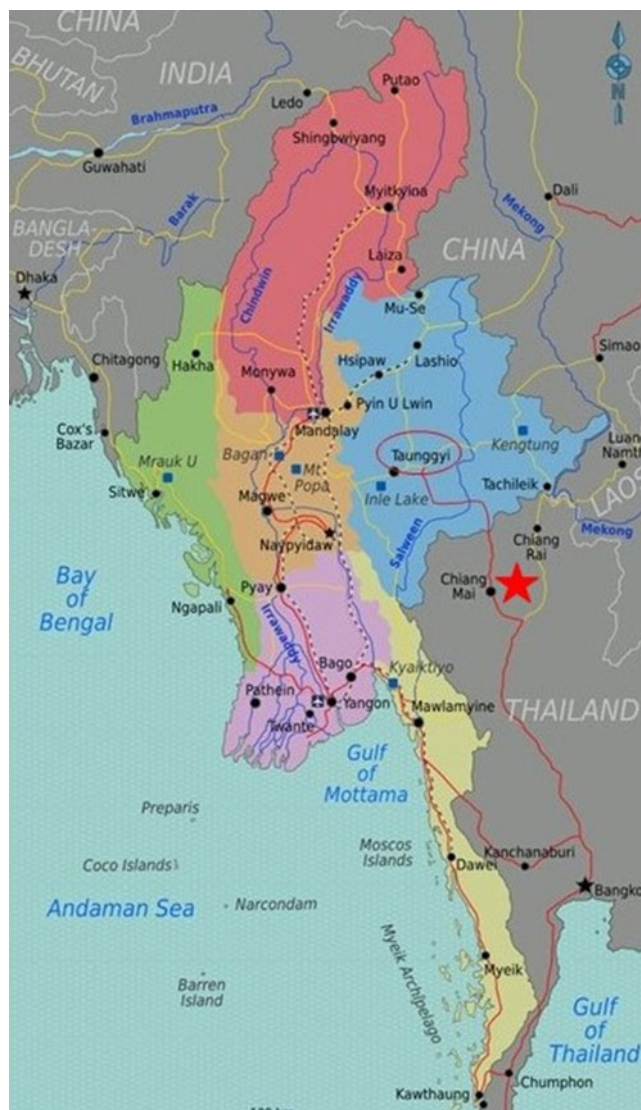 CHINA
BHUTAN
INDIA
Putao
Ledo
Brahmaputra
Shingbwiyang
Guwahati
Myitkyina
Dali
Barak
Mekong
BANGLA-
DESH
CHINA
Laiza
Dhaka
Chindwin
Irrawaddy
Mu-Se
Simao
Hsipaw
Lashio
Hakha
Chitagong
Monywa
Pyin U Lwin
Mandalay
Cox's
Bazar
Kengtung
Luang
Namth
Bagan
Taunggyi
Mrauk U
Mt
Popa
Sitwe
Inle Lake
Tachileik
LAOS
Magwe
Mekong
Naypyidaw
Salween
Chiang
Rai
Bay
of
Bengal
Pyay
Chiang
Mai
Ngapali
Irrawaddy
Bago
Kyaiktiyo
Pathein
Yangon
Mawlamyine
THAILAND
Twante
Gulf
of
Mottama
Preparis
Moscos
Islands
Coco Islands
Dawei
Kanchanaburi
Andaman Sea
Narcondam
Bangko
Myeik Archipelago
Myeik
Barren
Island
Gulf
of
Thailand
Chumphon
Kawthaung
N